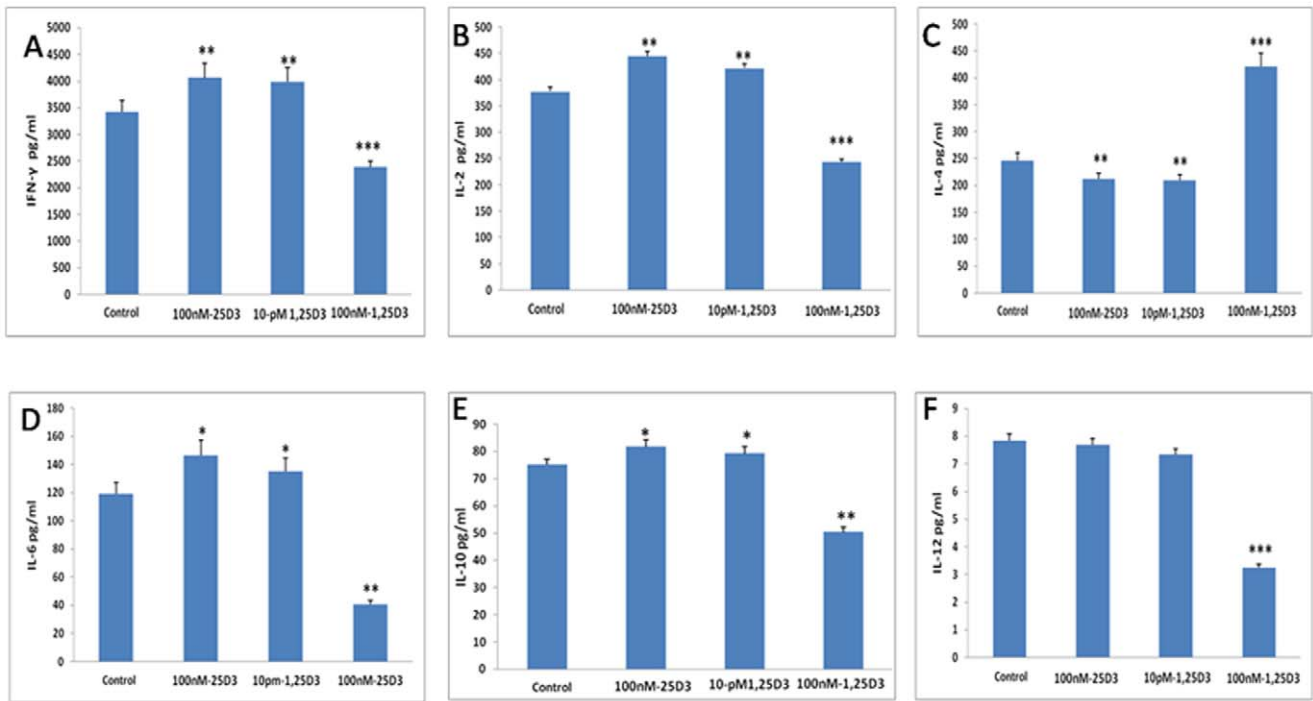 A
IFN-γ pg/ml
5000
4500
4000
3500
3000
2500
2000
1500
1000
500
0
**
**
***
Control
100nM-25D3
10-pM 1,25D3
100nM-1,25D3
B
IL-2 pg/ml
500
450
400
350
300
250
200
150
100
50
0
**
**
***
Control
100nM-25D3
10pM-1,25D3
100nM-1,25D3
C
IL-4 pg/ml
500
450
400
350
300
250
200
150
100
50
0
**
**
***
Control
100nM-25D3
10pM-1,25D3
100nM-1,25D3
D
IL-6 pg/ml
180
160
140
120
100
80
60
40
20
0
*
*
**
Control
100nM-25D3
10pm-1,25D3
100nM-25D3
E
IL-10 pg/ml
90
80
70
60
50
40
30
20
10
0
*
*
**
Control
100nM-25D3
10-pM1,25D3
100nM-1,25D3
F
IL-12 pg/ml
9
8
7
6
5
4
3
2
1
0
***
Control
100nM-25D3
10pM-1,25D3
100nM-1,25D3